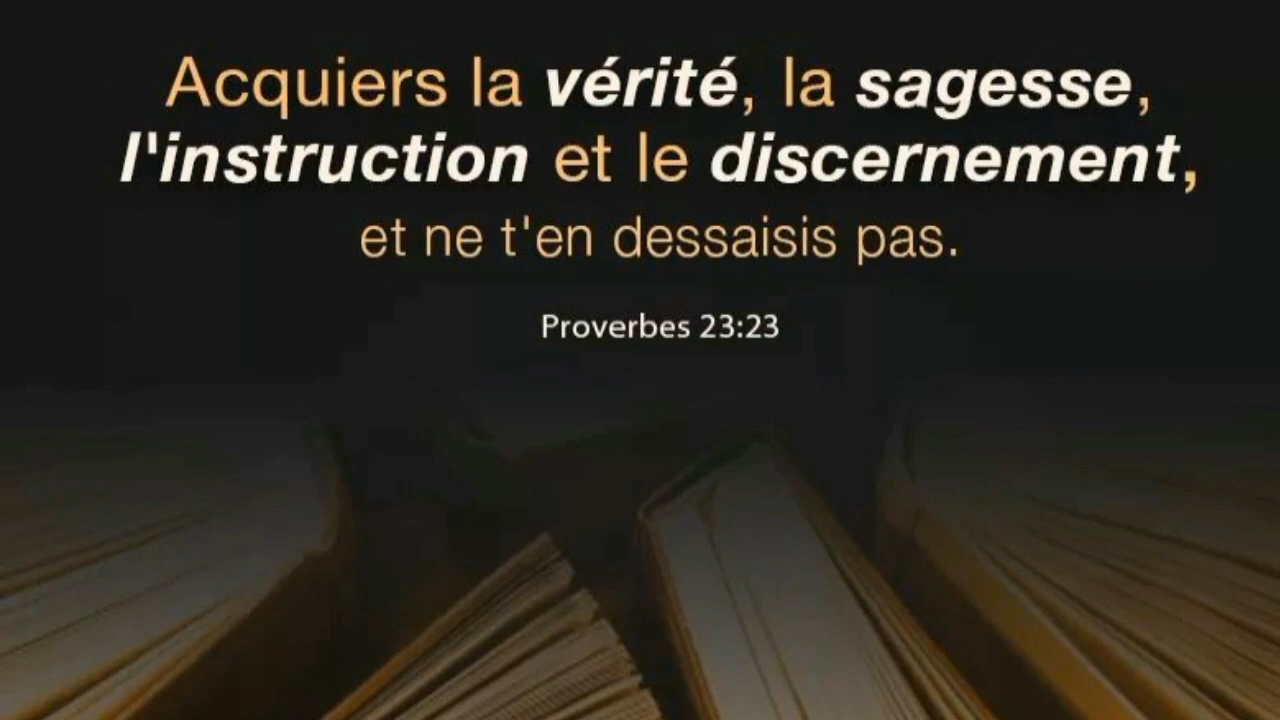 Acquiers la vérité, la sagesse,
l'instruction et le discernement,
et ne t'en dessaisis pas.
Proverbes 23:23